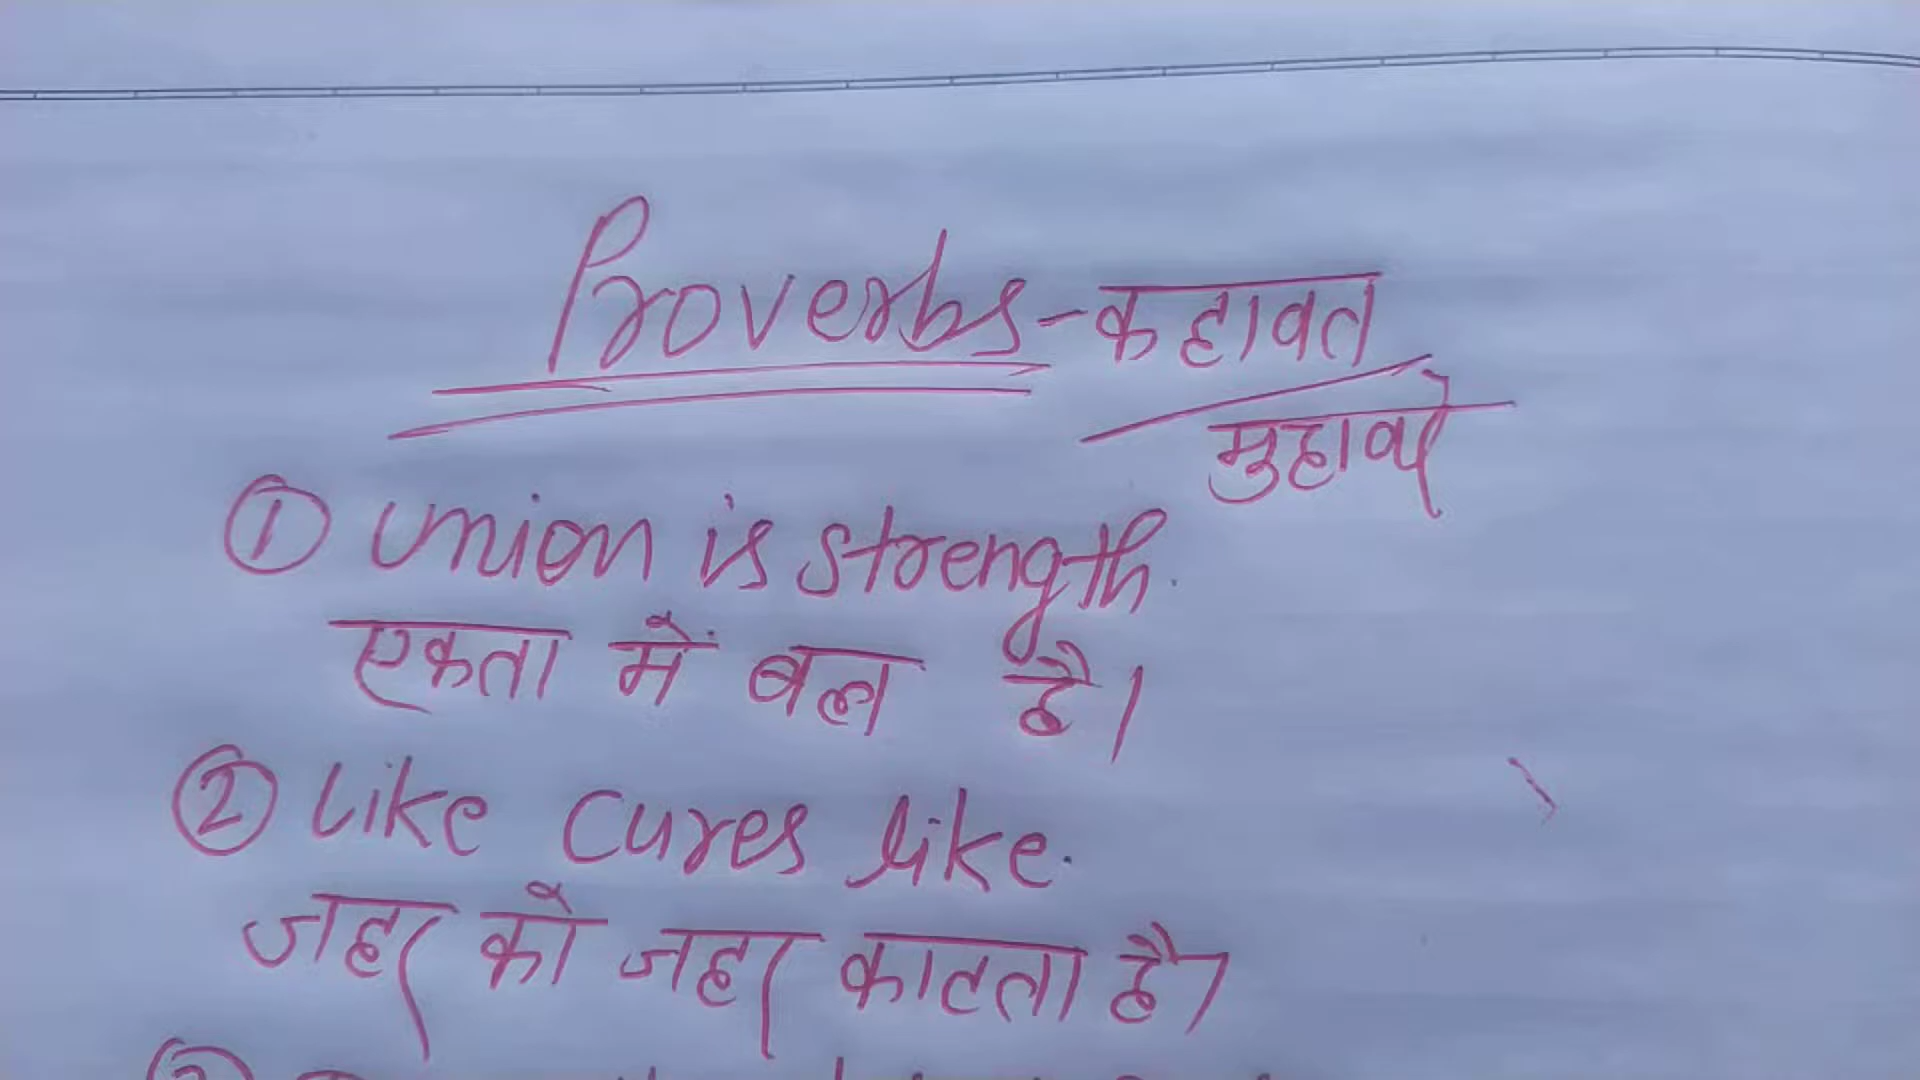 Proverbs - कहावत
मुहावरे
① Union is strength.
एकता में बल है।
② Like cures like.
जहर को जहर काटता है।